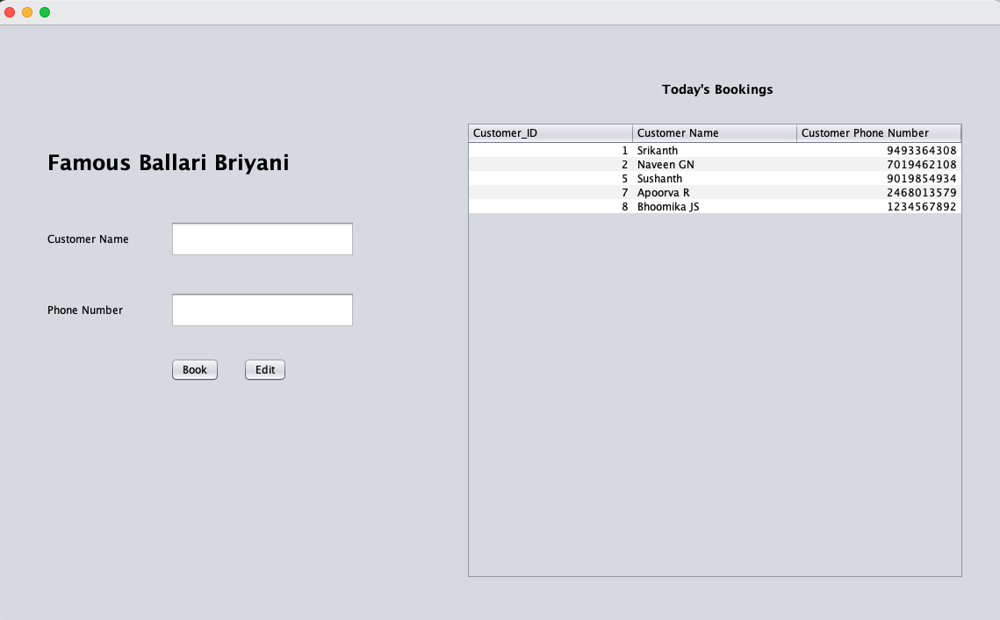 Famous Ballari Briyani
Customer Name
Phone Number
Book Edit
Today's Bookings
Customer_ID Customer Name Customer Phone Number
1 Srikanth 9493364308
2 Naveen GN 7019462108
5 Sushanth 9019854934
7 Apoorva R 2468013579
8 Bhoomika JS 1234567892